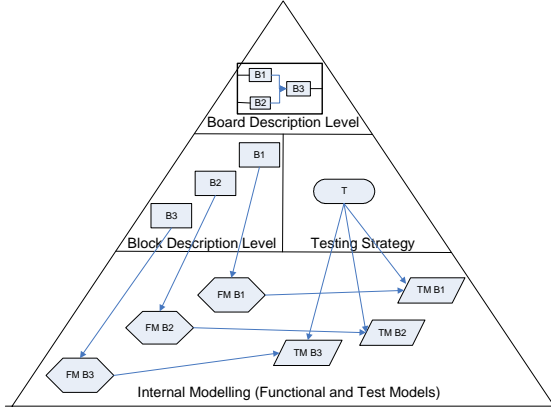 B1
B3
B2
Board Description Level
B1
B2
B3
T
Block Description Level
Testing Strategy
FM B1
TM B1
FM B2
TM B2
TM B3
FM B3
Internal Modelling (Functional and Test Models)